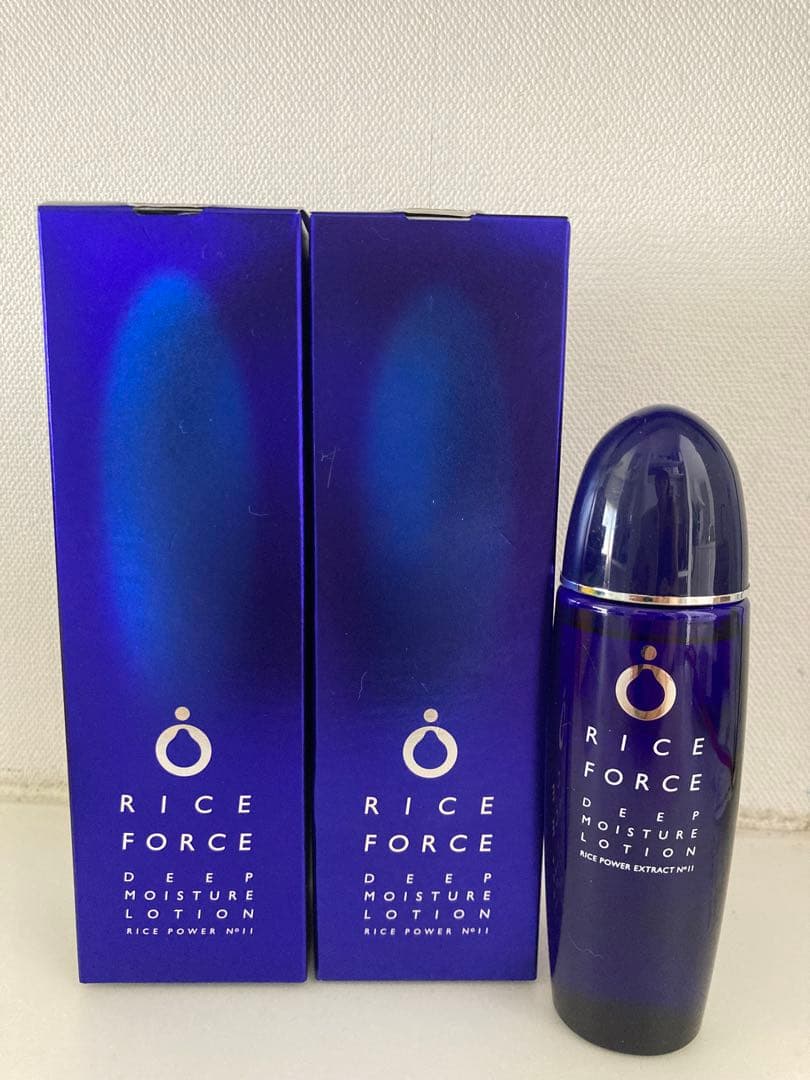 RICE
FORCE
DEEP
MOISTURE
LOTION
RICE POWER Nº11
RICE
FORCE
DEEP
MOISTURE
LOTION
RICE POWER Nº11
RICE
FORCE
DEEP
MOISTURE
LOTION
RICE POWER EXTRACT Nº11